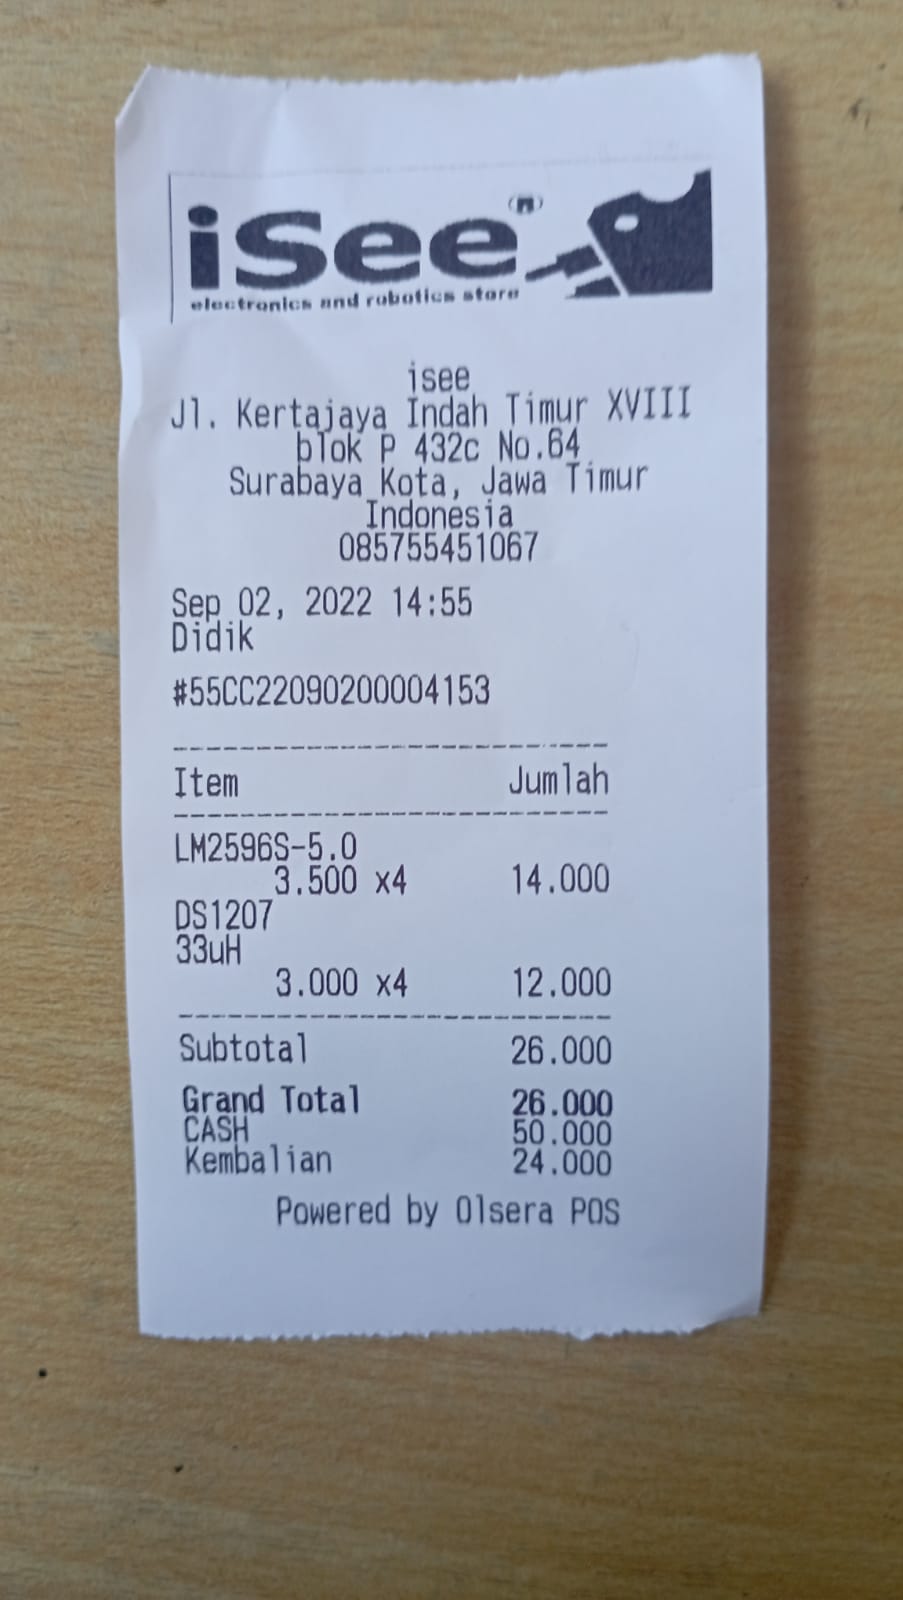 isee
electronics and robotics store
isee
Jl. Kertajaya Indah Timur XVIII
blok P 432c No.64
Surabaya Kota, Jawa Timur
Indonesia
085755451067
Sep 02, 2022 14:55
Didik
#55CC22090200004153
Item Jumlah
LM2596S-5.0
3.500 x4 14.000
DS1207
33uH
3.000 x4 12.000
Subtotal 26.000
Grand Total 26.000
CASH 50.000
Kembalian 24.000
Powered by Olsera POS